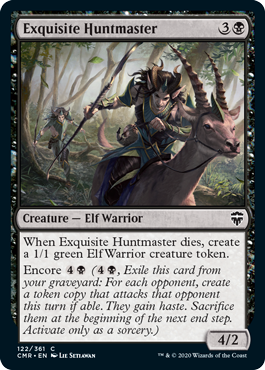 Exquisite Huntmaster 3
Creature — Elf Warrior
When Exquisite Huntmaster dies, create
a 1/1 green Elf Warrior creature token.
Encore 4 (4, Exile this card from
your graveyard: For each opponent, create
a token copy that attacks that opponent
this turn if able. They gain haste. Sacrifice
them at the beginning of the next end step.
Activate only as a sorcery.)
4/2
122/361 C
CMR • EN Lie Setiawan
™ & © 2020 Wizards of the Coast